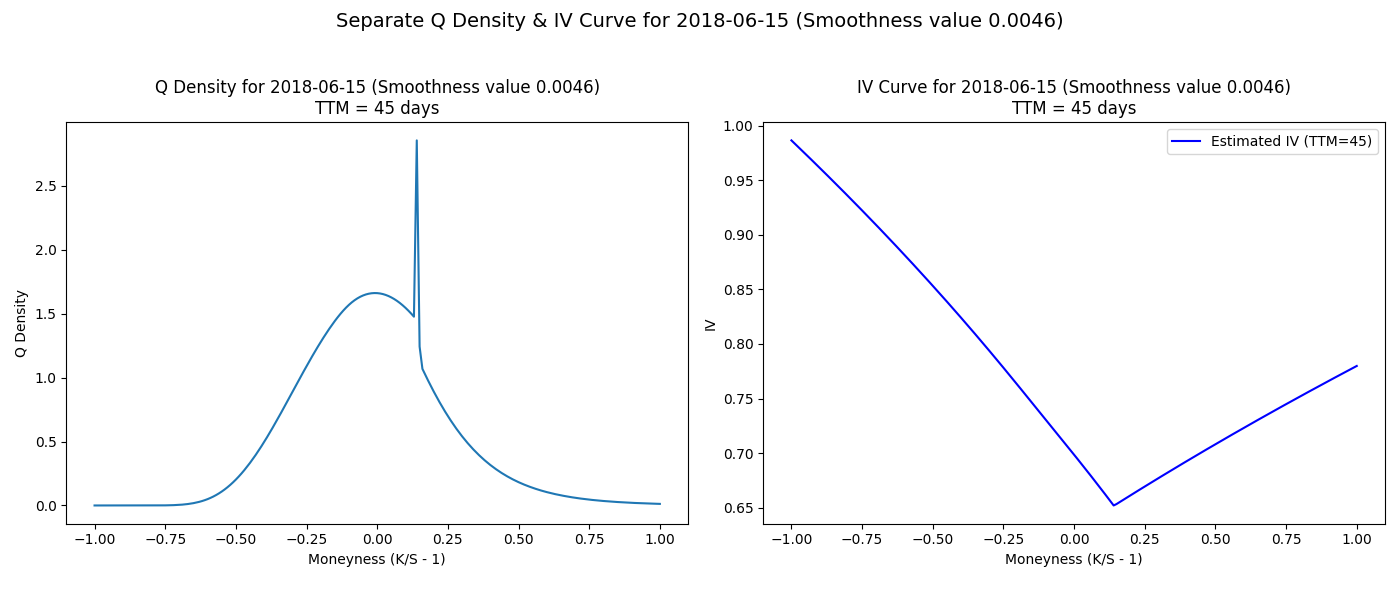 Separate Q Density & IV Curve for 2018-06-15 (Smoothness value 0.0046)
Q Density for 2018-06-15 (Smoothness value 0.0046)
TTM = 45 days
Q Density
2.5
2.0
1.5
1.0
0.5
0.0
−1.00 −0.75 −0.50 −0.25 0.00 0.25 0.50 0.75 1.00
Moneyness (K/S - 1)
IV Curve for 2018-06-15 (Smoothness value 0.0046)
TTM = 45 days
Estimated IV (TTM=45)
IV
1.00
0.95
0.90
0.85
0.80
0.75
0.70
0.65
−1.00 −0.75 −0.50 −0.25 0.00 0.25 0.50 0.75 1.00
Moneyness (K/S - 1)